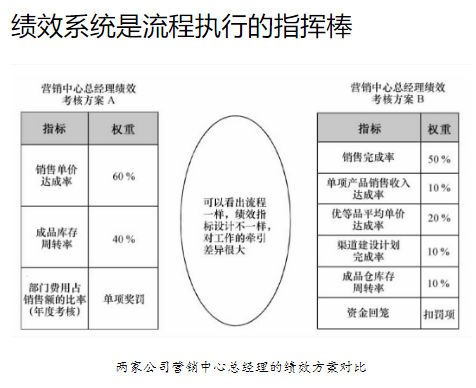 绩效系统是流程执行的指挥棒
营销中心总经理绩效
考核方案 A
指标 权重
销售单价
达成率
60 %
成品库存
周转率
40 %
部门费用占
销售额的比率
(年度考核)
单项奖罚
可以看出流程
一样，绩效指
标设计不一样，
对工作的牵引
差异很大
营销中心总经理绩效
考核方案 B
指标 权重
销售完成率 50 %
单项产品销售收入
达成率
10 %
优等品平均单价
达成率
20 %
渠道建设计划
完成率
10 %
成品仓库存
周转率
10 %
资金回笼 扣罚项
两家公司营销中心总经理的绩效方案对比